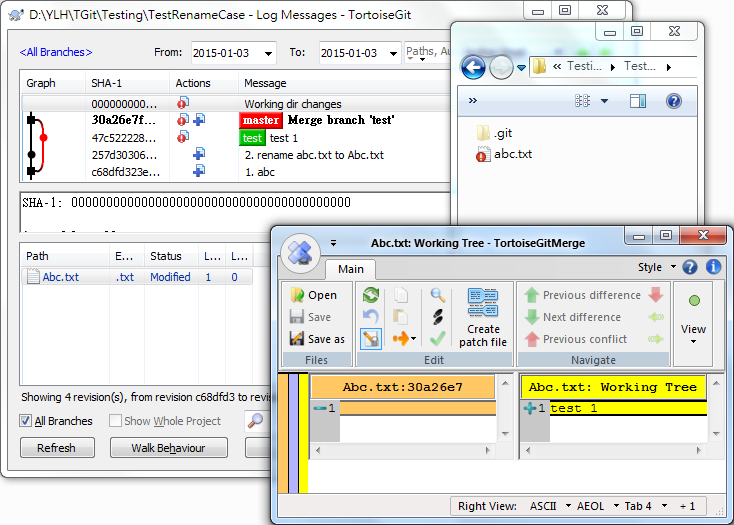 D:\YLH\TGit\Testing\TestRenameCase - Log Messages - TortoiseGit
<All Branches>
From:
2015-01-03
To:
2015-01-03
Paths, Au
Graph
SHA-1
Actions
Message
000000000...
Working dir changes
30a26e7f...
master Merge branch 'test'
47c522228...
test test 1
257d30306...
2. rename abc.txt to Abc.txt
c68dfd323e...
1. abc
SHA-1: 0000000000000000000000000000000000000000
Path
E...
Status
L...
L...
Abc.txt
.txt
Modified
1
0
Showing 4 revision(s), from revision c68dfd3 to revis
All Branches
Show Whole Project
Refresh
Walk Behaviour
« Testi...
Test...
»
.git
abc.txt
Abc.txt: Working Tree - TortoiseGitMerge
Main
Style
Open
Save
Save as
Files
Create
patch file
Edit
Previous difference
Next difference
Previous conflict
Navigate
View
Abc.txt:30a26e7
Abc.txt: Working Tree
1
1 test 1
Right View:
ASCII
AEOL
Tab 4
+ 1